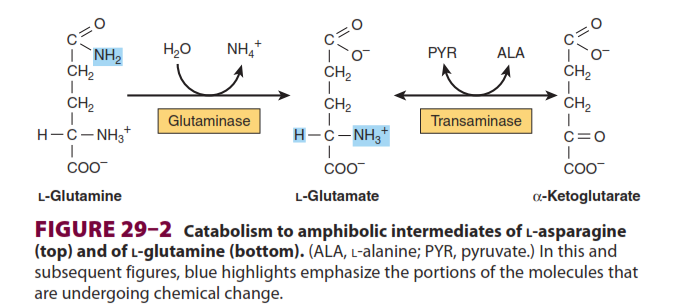 O
C
NH₂
CH₂
CH₂
H–C–NH₃⁺
COO⁻
L-Glutamine
H₂O NH₄⁺
Glutaminase
O
C
O⁻
CH₂
CH₂
H–C–NH₃⁺
COO⁻
L-Glutamate
PYR ALA
Transaminase
O
C
O⁻
CH₂
CH₂
C=O
COO⁻
α-Ketoglutarate
FIGURE 29–2 Catabolism to amphibolic intermediates of L-asparagine
(top) and of L-glutamine (bottom). (ALA, L-alanine; PYR, pyruvate.) In this and
subsequent figures, blue highlights emphasize the portions of the molecules that
are undergoing chemical change.